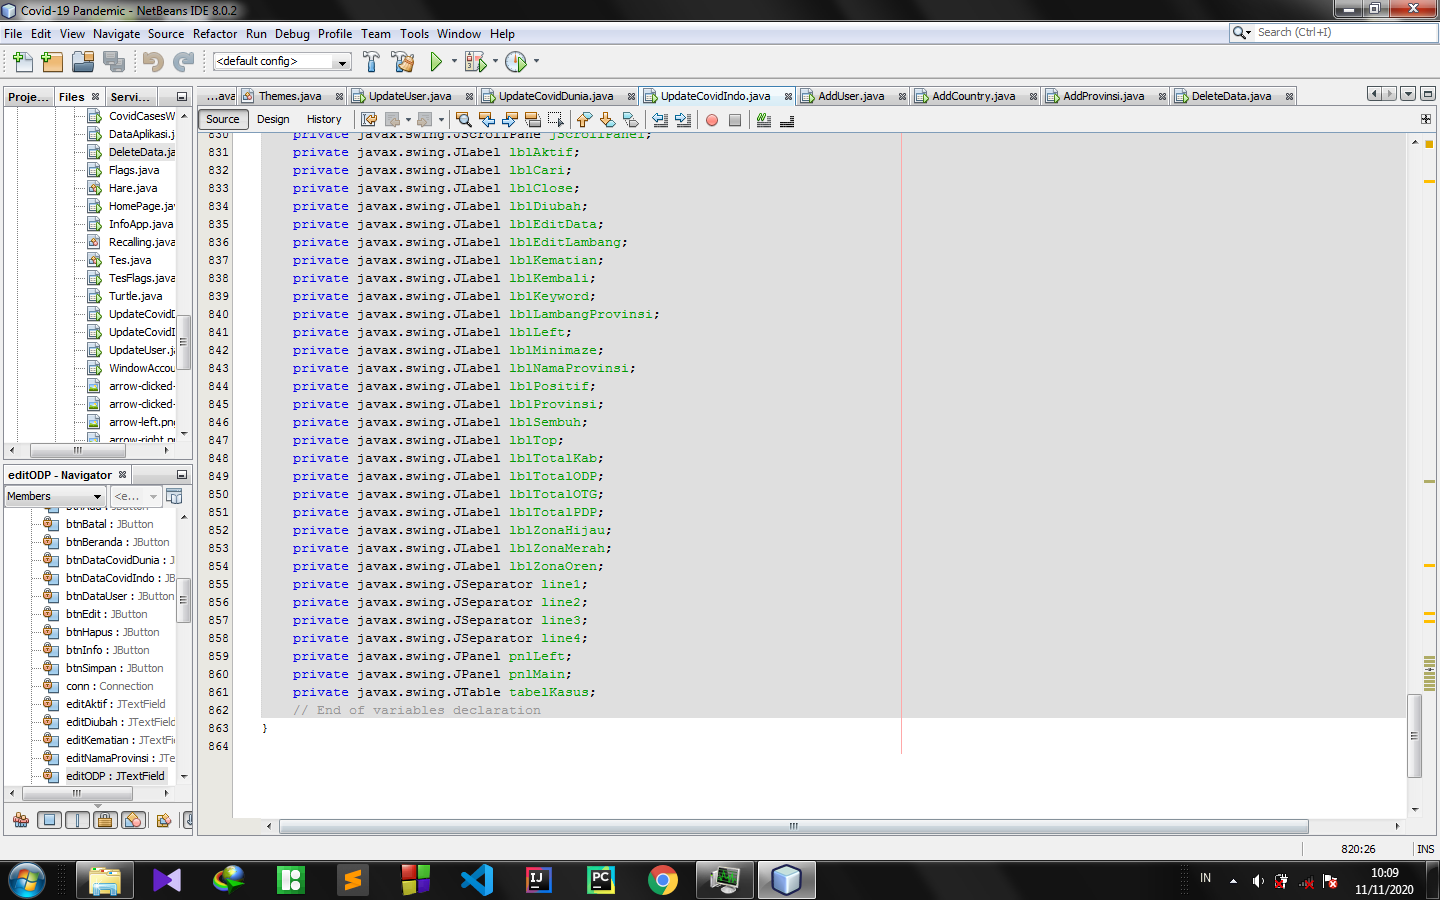 Covid-19 Pandemic - NetBeans IDE 8.0.2
File Edit View Navigate Source Refactor Run Debug Profile Team Tools Window Help
Search (Ctrl+I)
<default config>
Proje... Files Servi...
...ava Themes.java UpdateUser.java UpdateCovidDunia.java UpdateCovidIndo.java AddUser.java AddCountry.java AddProvinsi.java DeleteData.java
Source Design History
CovidCasesW
DataAplikasi.j
DeleteData.ja
Flags.java
Hare.java
HomePage.ja
InfoApp.java
Recalling.java
Tes.java
TesFlags.java
Turtle.java
UpdateCovidD
UpdateCovidI
UpdateUser.j
WindowAccou
arrow-clicked-
arrow-clicked-
arrow-left.png
arrow-right.p
editODP - Navigator
Members <e...
btnAdd : JButton
btnBatal : JButton
btnBeranda : JButton
btnDataCovidDunia : J
btnDataCovidIndo : JB
btnDataUser : JButton
btnEdit : JButton
btnHapus : JButton
btnInfo : JButton
btnSimpan : JButton
conn : Connection
editAktif : JTextField
editDiubah : JTextField
editKematian : JTextFi
editNamaProvinsi : JTe
editODP : JTextField
830 private javax.swing.JScrollPane jScrollPane1;
831 private javax.swing.JLabel lblAktif;
832 private javax.swing.JLabel lblCari;
833 private javax.swing.JLabel lblClose;
834 private javax.swing.JLabel lblDiubah;
835 private javax.swing.JLabel lblEditData;
836 private javax.swing.JLabel lblEditLambang;
837 private javax.swing.JLabel lblKematian;
838 private javax.swing.JLabel lblKembali;
839 private javax.swing.JLabel lblKeyword;
840 private javax.swing.JLabel lblLambangProvinsi;
841 private javax.swing.JLabel lblLeft;
842 private javax.swing.JLabel lblMinimaze;
843 private javax.swing.JLabel lblNamaProvinsi;
844 private javax.swing.JLabel lblPositif;
845 private javax.swing.JLabel lblProvinsi;
846 private javax.swing.JLabel lblSembuh;
847 private javax.swing.JLabel lblTop;
848 private javax.swing.JLabel lblTotalKab;
849 private javax.swing.JLabel lblTotalODP;
850 private javax.swing.JLabel lblTotalOTG;
851 private javax.swing.JLabel lblTotalPDP;
852 private javax.swing.JLabel lblZonaHijau;
853 private javax.swing.JLabel lblZonaMerah;
854 private javax.swing.JLabel lblZonaOren;
855 private javax.swing.JSeparator line1;
856 private javax.swing.JSeparator line2;
857 private javax.swing.JSeparator line3;
858 private javax.swing.JSeparator line4;
859 private javax.swing.JPanel pnlLeft;
860 private javax.swing.JPanel pnlMain;
861 private javax.swing.JTable tabelKasus;
862 // End of variables declaration
863 }
864
820:26 INS
IN
10:09
11/11/2020